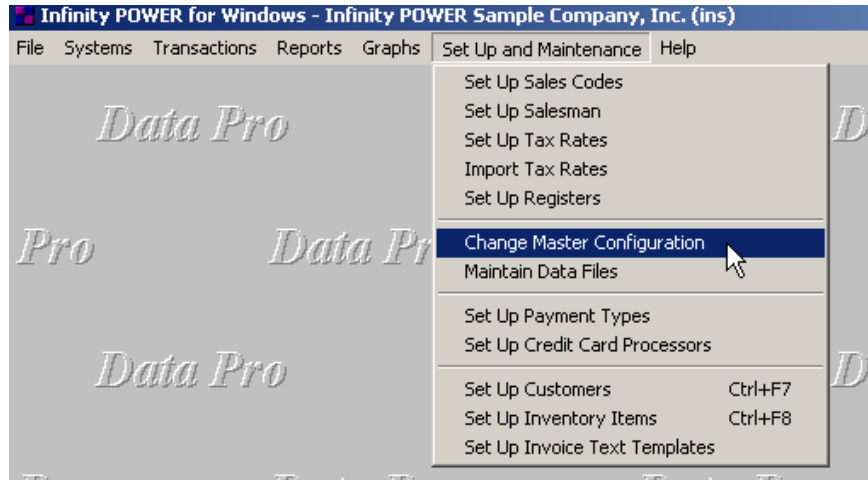 Infinity POWER for Windows - Infinity POWER Sample Company, Inc. (ins)
File Systems Transactions Reports Graphs Set Up and Maintenance Help
Set Up Sales Codes
Set Up Salesman
Set Up Tax Rates
Import Tax Rates
Set Up Registers
Change Master Configuration
Maintain Data Files
Set Up Payment Types
Set Up Credit Card Processors
Set Up Customers Ctrl+F7
Set Up Inventory Items Ctrl+F8
Set Up Invoice Text Templates
Data Pro
Pro Data Pr
Data Pro